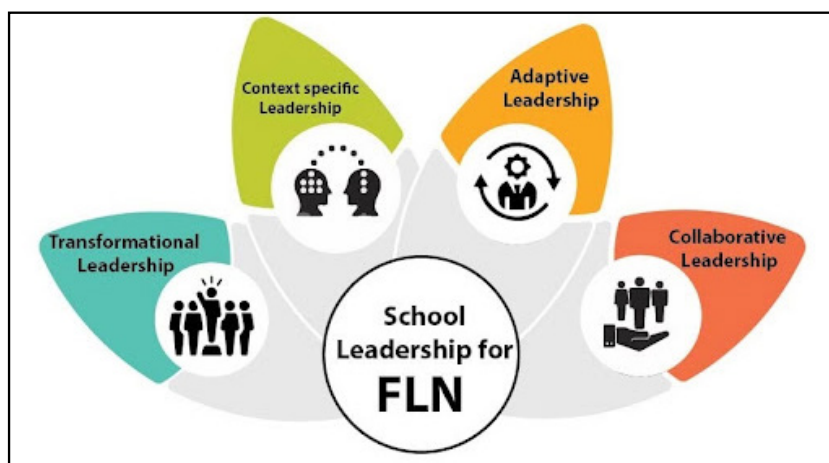 Context specific
Leadership
Adaptive
Leadership
Transformational
Leadership
Collaborative
Leadership
School
Leadership for
FLN